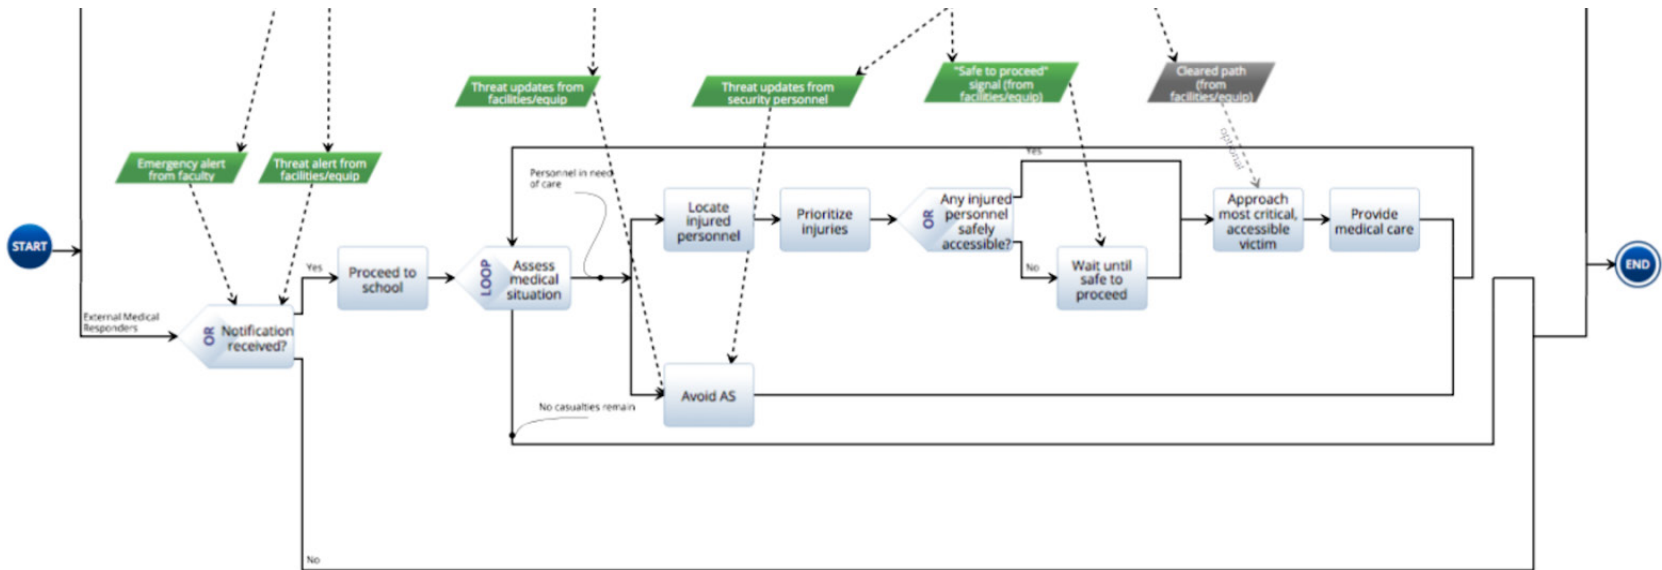 Threat updates from
facilities/equip
Threat updates from
security personnel
"Safe to proceed"
signal (from
facilities/equip)
Cleared path
(from
facilities/equip)
optional
Emergency alert
from faculty
Threat alert from
facilities/equip
Personnel in need
of care
Yes
Locate
injured
personnel
Prioritize
injuries
OR
Any injured
personnel
safely
accessible?
Approach
most critical,
accessible
victim
Provide
medical care
START
END
Yes
Proceed to
school
LOOP
Assess
medical
situation
No
Wait until
safe to
proceed
External Medical
Responders
OR
Notification
received?
Avoid AS
No casualties remain
No